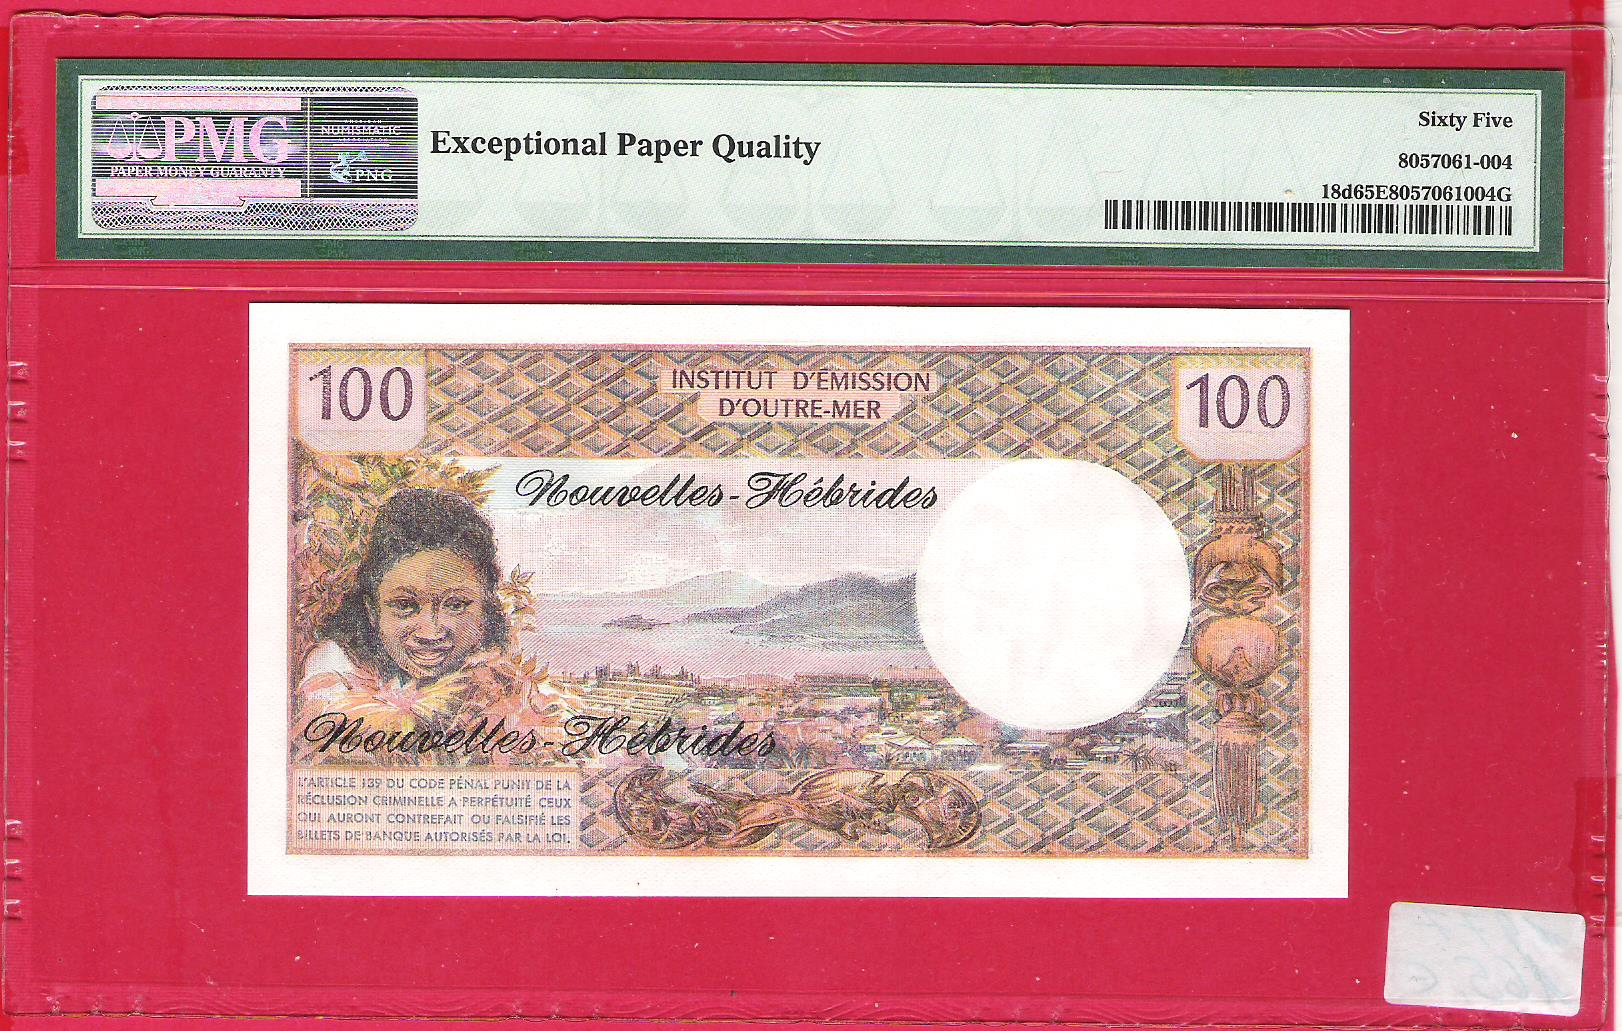 PMG
PAPER MONEY GUARANTY
NUMISMATIC
PNG
Exceptional Paper Quality
Sixty Five
8057061-004
18d65E8057061004G
100
INSTITUT D'ÉMISSION
D'OUTRE-MER
100
Nouvelles-Hébrides
Nouvelles-Hébrides
L'ARTICLE 139 DU CODE PÉNAL PUNIT DE LA
RÉCLUSION CRIMINELLE A PERPÉTUITÉ CEUX
QUI AURONT CONTREFAIT OU FALSIFIÉ LES
BILLETS DE BANQUE AUTORISÉS PAR LA LOI.